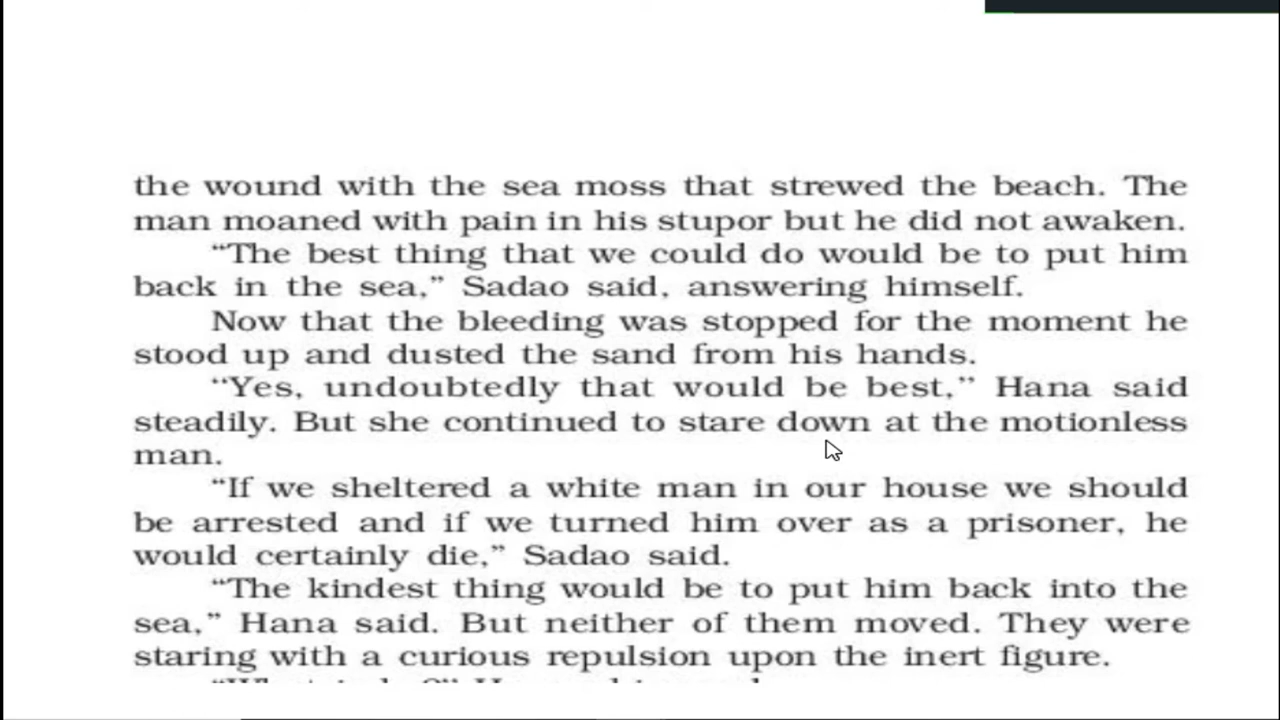 the wound with the sea moss that strewed the beach. The
man moaned with pain in his stupor but he did not awaken.
“The best thing that we could do would be to put him
back in the sea,” Sadao said, answering himself.
Now that the bleeding was stopped for the moment he
stood up and dusted the sand from his hands.
“Yes, undoubtedly that would be best,” Hana said
steadily. But she continued to stare down at the motionless
man.
“If we sheltered a white man in our house we should
be arrested and if we turned him over as a prisoner, he
would certainly die,” Sadao said.
“The kindest thing would be to put him back into the
sea,” Hana said. But neither of them moved. They were
staring with a curious repulsion upon the inert figure.